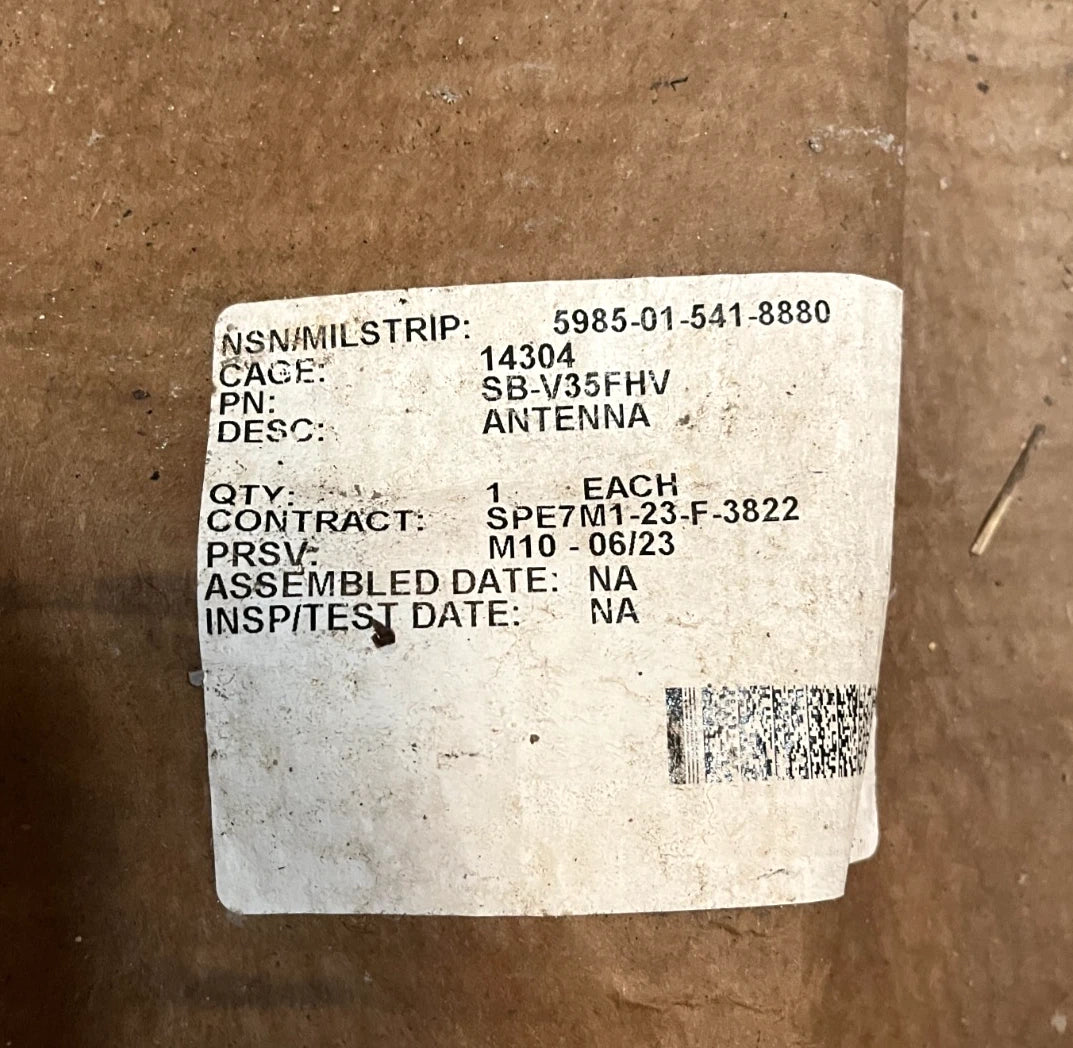 NSN/MILSTRIP: 5985-01-541-8880
CAGE: 14304
PN: SB-V35FHV
DESC: ANTENNA
QTY: 1 EACH
CONTRACT: SPE7M1-23-F-3822
PRSV: M10 - 06/23
ASSEMBLED DATE: NA
INSP/TEST DATE: NA